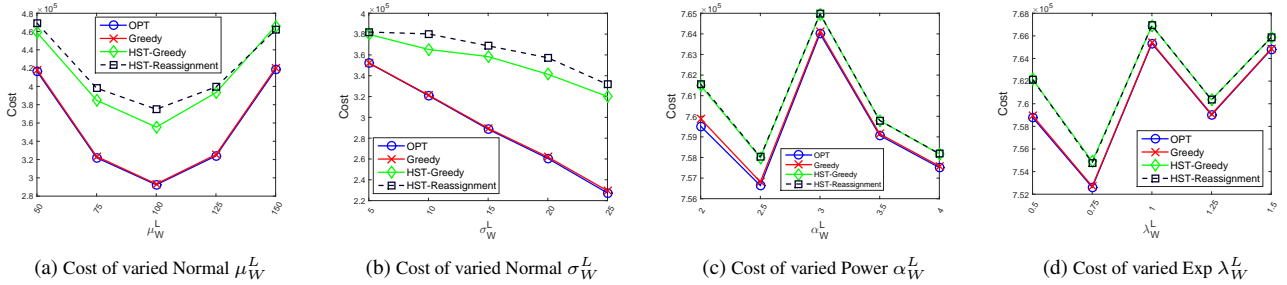 ×10^5
4.8
4.6
4.4
4.2
4
3.8
3.6
3.4
3.2
3
2.8
Cost
OPT
Greedy
HST-Greedy
HST-Reassignment
50
75
100
125
150
μ_W^L
(a) Cost of varied Normal μ_W^L
×10^5
4
3.8
3.6
3.4
3.2
3
2.8
2.6
2.4
2.2
Cost
OPT
Greedy
HST-Greedy
HST-Reassignment
5
10
15
20
25
σ_W^L
(b) Cost of varied Normal σ_W^L
×10^5
7.65
7.64
7.63
7.62
7.61
7.6
7.59
7.58
7.57
7.56
Cost
OPT
Greedy
HST-Greedy
HST-Reassignment
2
2.5
3
3.5
4
α_W^L
(c) Cost of varied Power α_W^L
×10^5
7.68
7.66
7.64
7.62
7.6
7.58
7.56
7.54
7.52
Cost
OPT
Greedy
HST-Greedy
HST-Reassignment
0.5
0.75
1
1.25
1.5
λ_W^L
(d) Cost of varied Exp λ_W^L